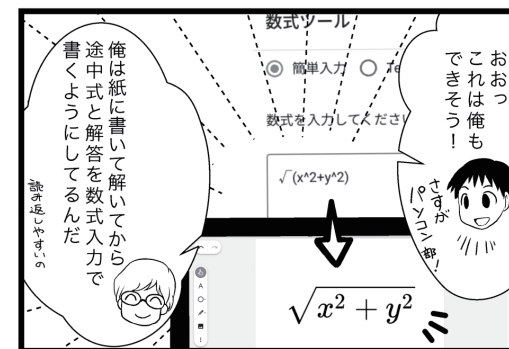 おおっ
これは俺も
できそう！
さすが
パソコン部！
数式ツール
簡単入力
Te
数式を入力してくださ
√(x^2+y^2)
A
√x²+y²
俺は紙に書いて解いてから
途中式と解答を数式入力で
書くようにしてるんだ
読み返しやすいの